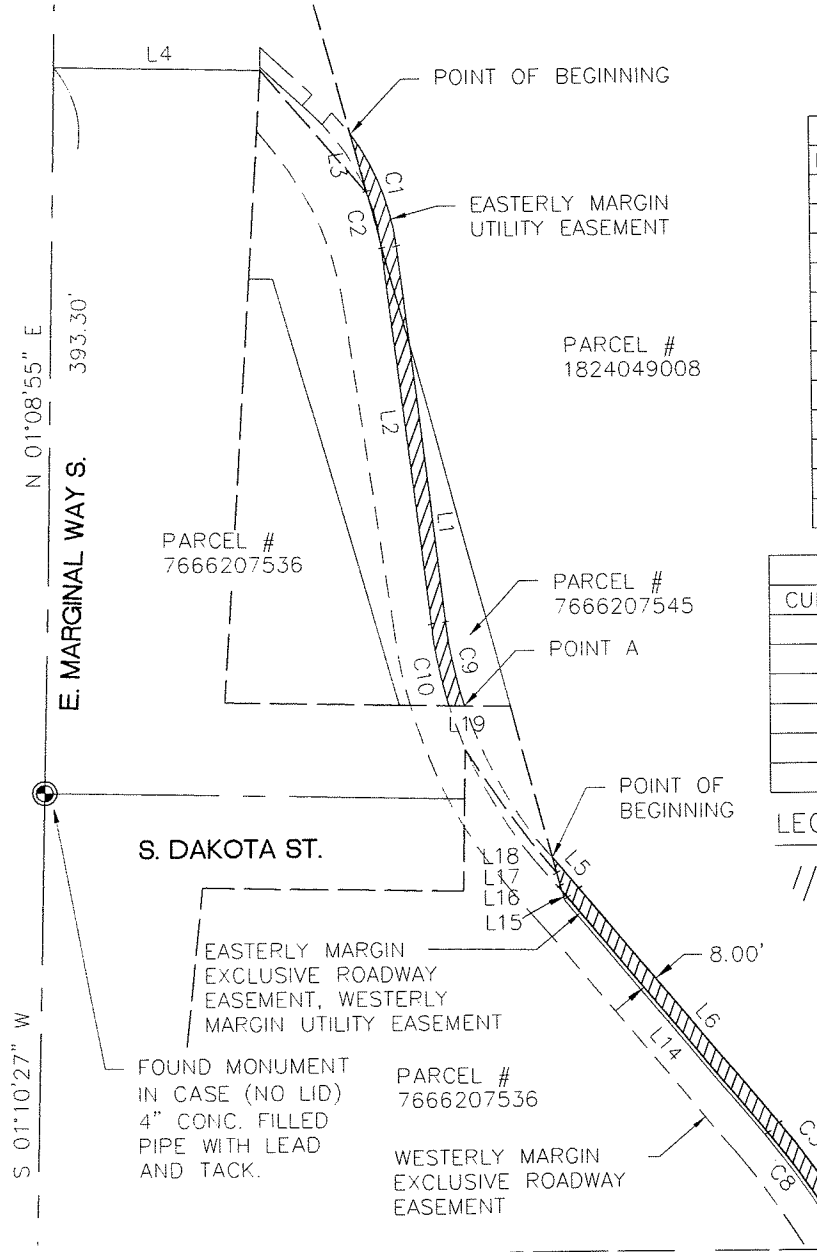 L4
POINT OF BEGINNING
L3
C1
C2
EASTERLY MARGIN
UTILITY EASEMENT
N 01°08'55" E
393.30'
PARCEL #
1824049008
L2
E. MARGINAL WAY S.
L1
PARCEL #
7666207536
PARCEL #
7666207545
CU
POINT A
C10
C9
L19
POINT OF
BEGINNING
LEG
S. DAKOTA ST.
L18
L17
L16
L15
L5
EASTERLY MARGIN
EXCLUSIVE ROADWAY
EASEMENT, WESTERLY
MARGIN UTILITY EASEMENT
8.00'
L6
L14
S 01°10'27" W
FOUND MONUMENT
IN CASE (NO LID)
4" CONC. FILLED
PIPE WITH LEAD
AND TACK.
PARCEL #
7666207536
C8
WESTERLY MARGIN
EXCLUSIVE ROADWAY
EASEMENT